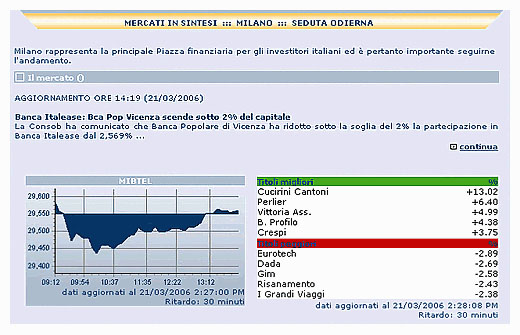 MERCATI IN SINTESI ::: MILANO ::: SEDUTA ODIERNA
Milano rappresenta la principale Piazza finanziaria per gli investitori italiani ed è pertanto importante seguirne
l'andamento.
Il mercato ()
AGGIORNAMENTO ORE 14:19 (21/03/2006)
Banca Italease: Bca Pop Vicenza scende sotto 2% del capitale
La Consob ha comunicato che Banca Popolare di Vicenza ha ridotto sotto la soglia del 2% la partecipazione in
Banca Italease dal 2,569% ...
continua
MIBTEL
29,600
29,550
29,500
29,450
29,400
09:12 09:54 10:37 11:35 12:22 13:12
dati aggiornati al 21/03/2006 2:27:00 PM
Ritardo: 30 minuti
Titoli migliori %
Cucirini Cantoni +13.02
Perlier +6.40
Vittoria Ass. +4.99
B. Profilo +4.38
Crespi +3.75
Titoli peggiori %
Eurotech -2.89
Dada -2.69
Gim -2.58
Risanamento -2.43
I Grandi Viaggi -2.38
dati aggiornati al 21/03/2006 2:28:08 PM
Ritardo: 30 minuti